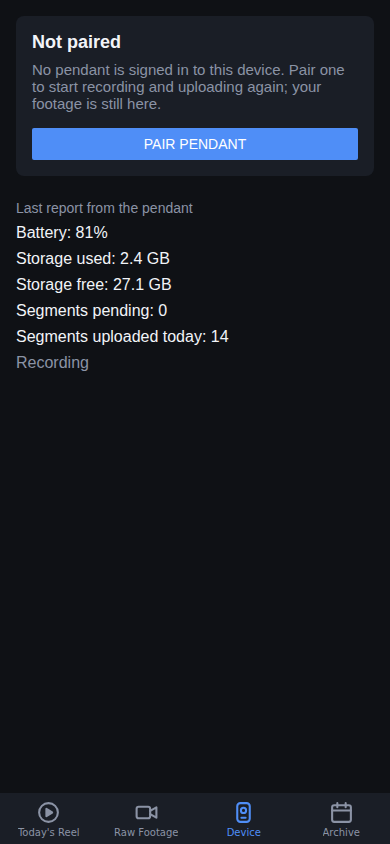 Not paired
No pendant is signed in to this device. Pair one
to start recording and uploading again; your
footage is still here.
PAIR PENDANT
Last report from the pendant
Battery: 81%
Storage used: 2.4 GB
Storage free: 27.1 GB
Segments pending: 0
Segments uploaded today: 14
Recording
Today's Reel
Raw Footage
Device
Archive